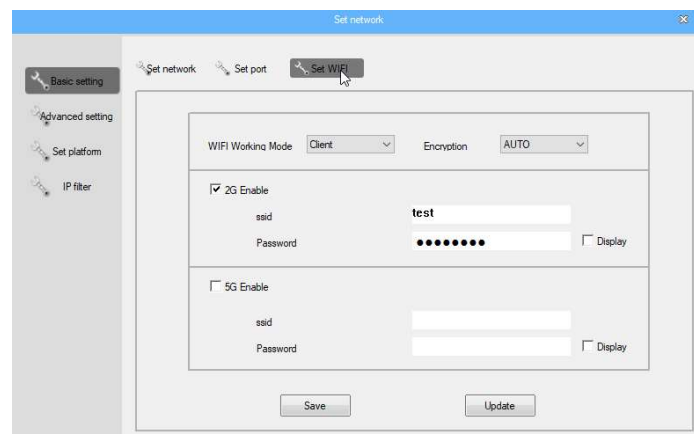 Set network
Set network Set port Set WIFI
Basic setting
Advanced setting
Set platform
IP filter
WIFI Working Mode Client Encryption AUTO
2G Enable
ssid test
Password ●●●●●●●● Display
5G Enable
ssid
Password Display
Save Update